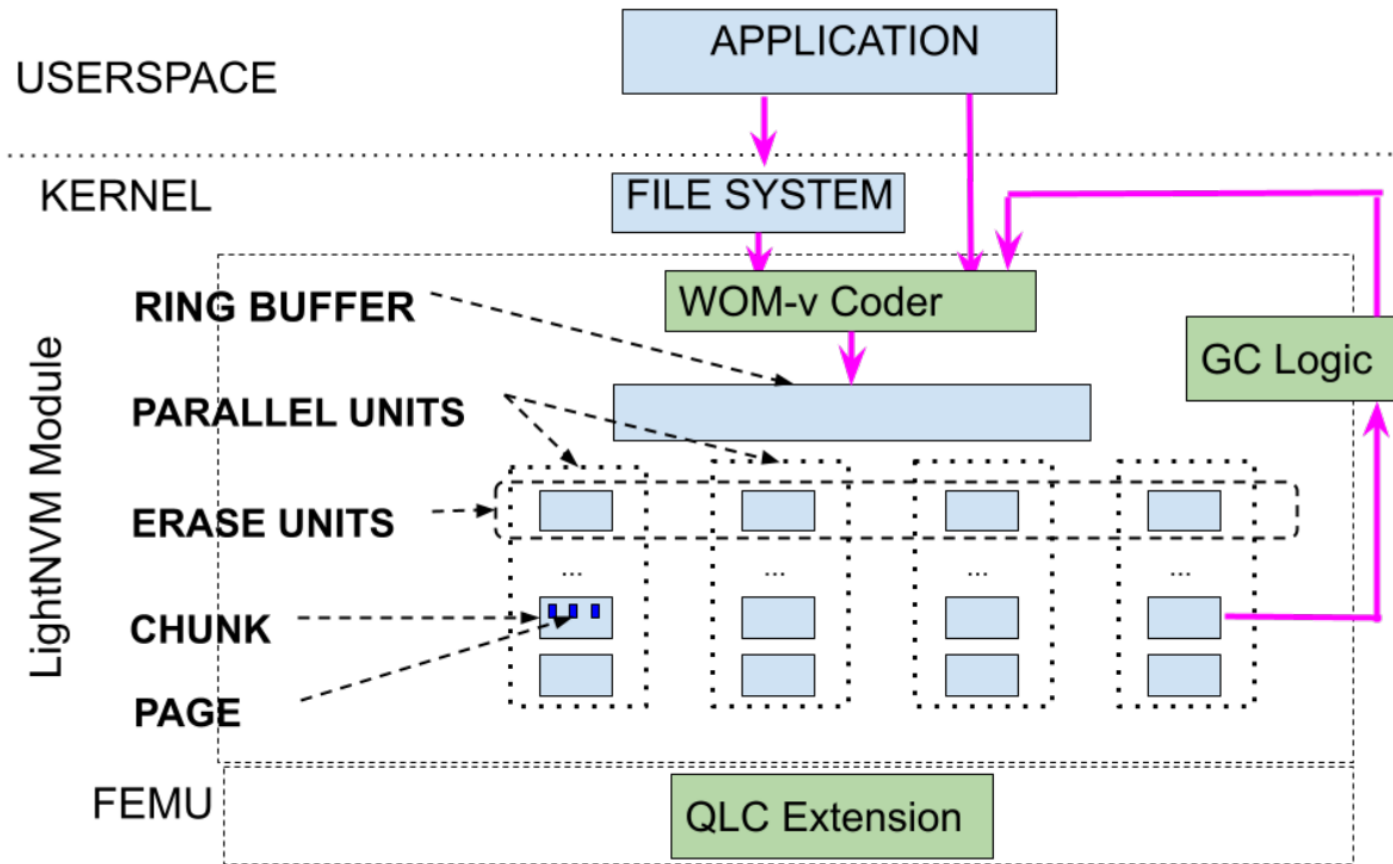 APPLICATION
USERSPACE
KERNEL
FILE SYSTEM
RING BUFFER
WOM-v Coder
GC Logic
PARALLEL UNITS
LightNVM Module
ERASE UNITS
... ... ... ...
CHUNK
PAGE
FEMU
QLC Extension